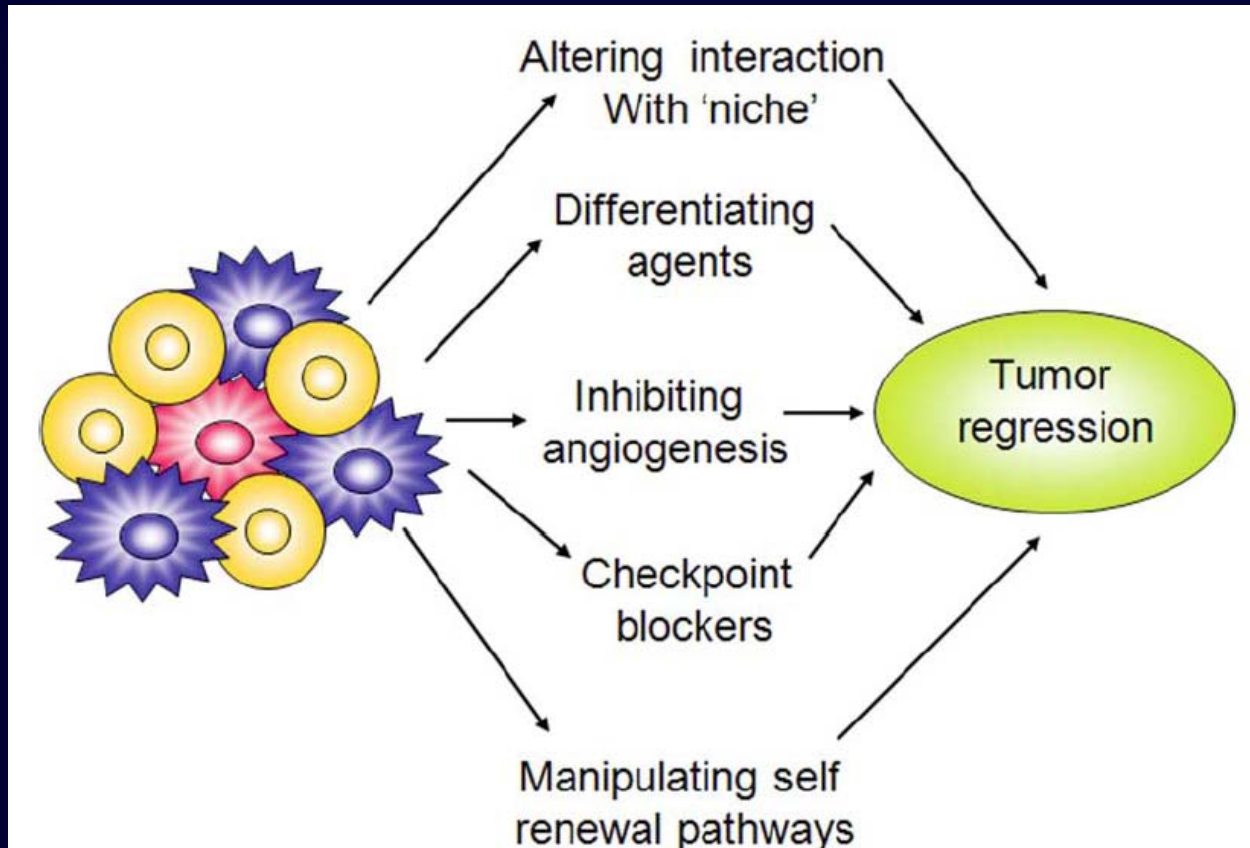 Altering interaction
With ‘niche’
Differentiating
agents
Inhibiting
angiogenesis
Checkpoint
blockers
Manipulating self
renewal pathways
Tumor
regression